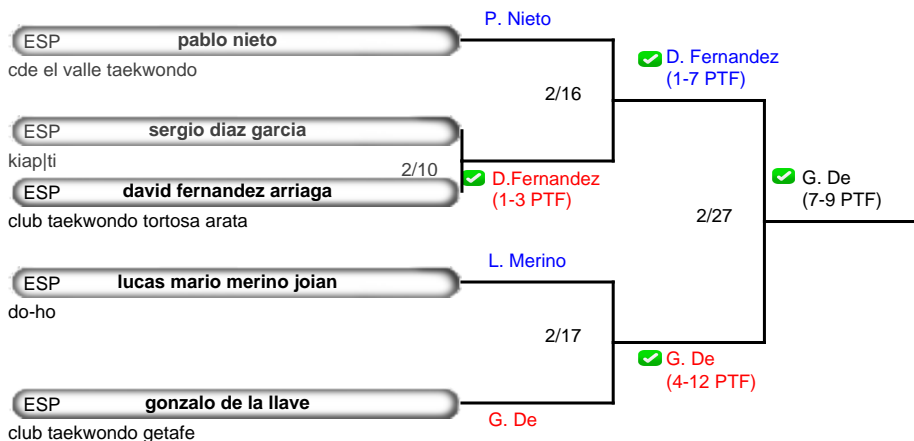 P. Nieto
ESP pablo nieto
cde el valle taekwondo
D. Fernandez
(1-7 PTF)
2/16
ESP sergio diaz garcia
kiap|ti
2/10
D.Fernandez
(1-3 PTF)
ESP david fernandez arriaga
club taekwondo tortosa arata
G. De
(7-9 PTF)
2/27
L. Merino
ESP lucas mario merino joian
do-ho
2/17
G. De
(4-12 PTF)
ESP gonzalo de la llave
G. De
club taekwondo getafe